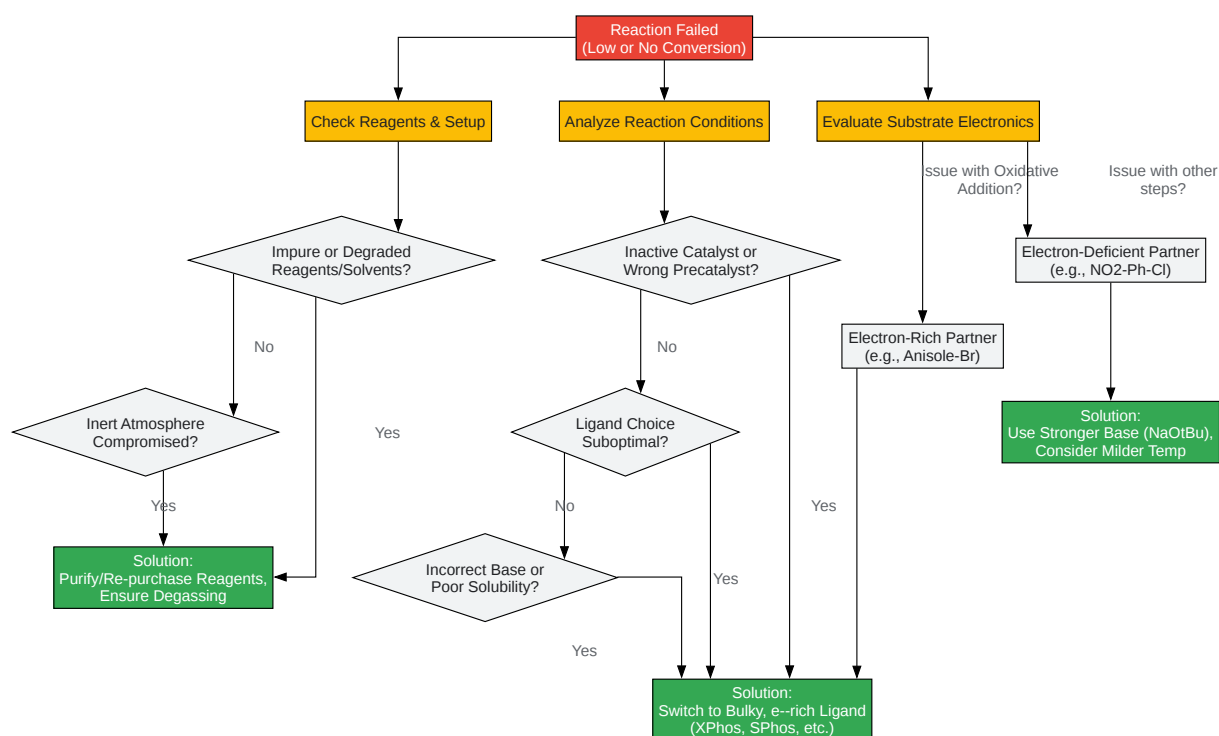 Reaction Failed
(Low or No Conversion)
Check Reagents & Setup
Analyze Reaction Conditions
Evaluate Substrate Electronics
Issue with Oxidative
Addition?
Issue with other
steps?
Impure or Degraded
Reagents/Solvents?
Inactive Catalyst or
Wrong Precatalyst?
Electron-Deficient Partner
(e.g., NO2-Ph-Cl)
Electron-Rich Partner
(e.g., Anisole-Br)
No
No
Inert Atmosphere
Compromised?
Yes
Ligand Choice
Suboptimal?
Solution:
Use Stronger Base (NaOtBu),
Consider Milder Temp
Yes
No
Yes
Solution:
Purify/Re-purchase Reagents,
Ensure Degassing
Incorrect Base or
Poor Solubility?
Yes
Yes
Solution:
Switch to Bulky, e--rich Ligand
(XPhos, SPhos, etc.)